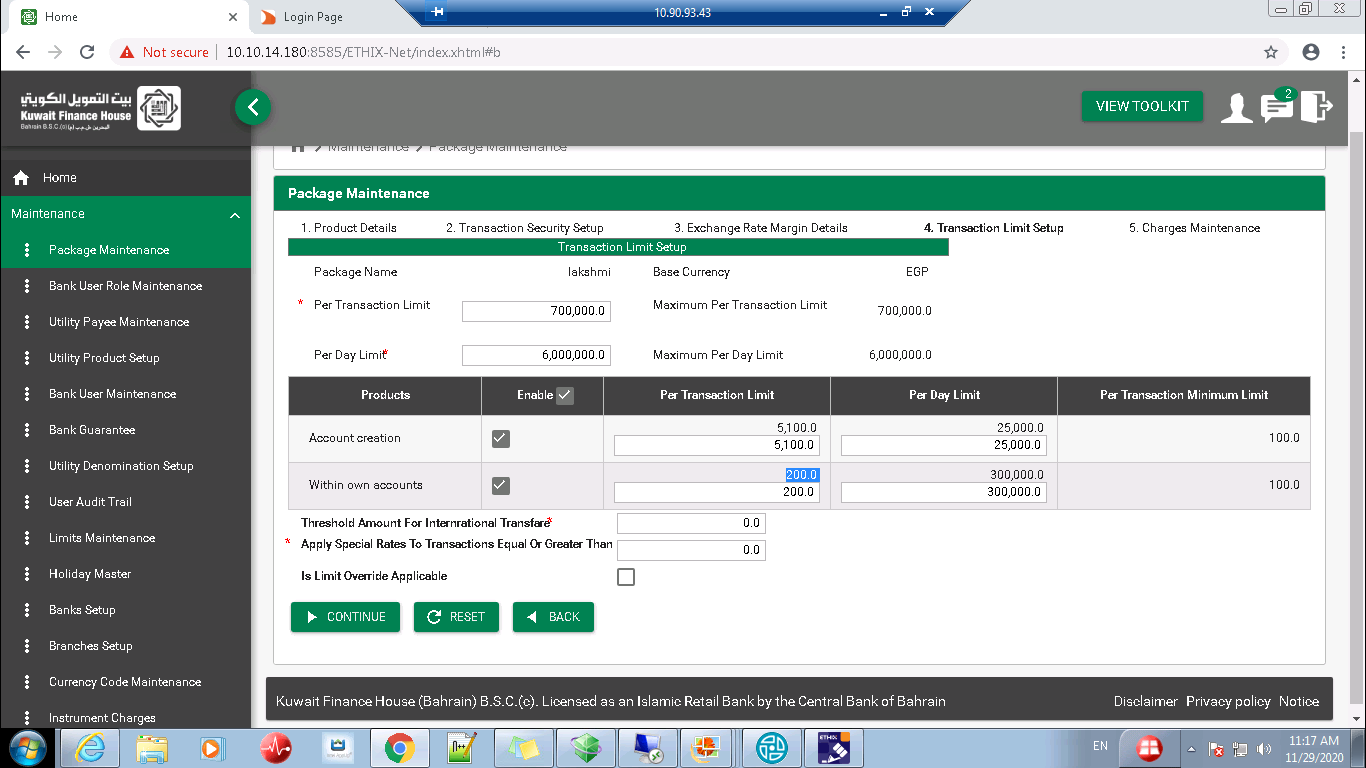 Home
Login Page
10.90.93.43
Not secure
10.10.14.180:8585/ETHIX-Net/index.xhtml#b
بيت التمويل الكويتي
Kuwait Finance House
Bahrain B.S.C.(c)
VIEW TOOLKIT
2
Maintenance
Package Maintenance
Home
Maintenance
Package Maintenance
Bank User Role Maintenance
Utility Payee Maintenance
Utility Product Setup
Bank User Maintenance
Bank Guarantee
Utility Denomination Setup
User Audit Trail
Limits Maintenance
Holiday Master
Banks Setup
Branches Setup
Currency Code Maintenance
Instrument Charges
Package Maintenance
1. Product Details 2. Transaction Security Setup 3. Exchange Rate Margin Details 4. Transaction Limit Setup 5. Charges Maintenance
Transaction Limit Setup
Package Name lakshmi Base Currency EGP
* Per Transaction Limit 700,000.0 Maximum Per Transaction Limit 700,000.0
Per Day Limit* 6,000,000.0 Maximum Per Day Limit 6,000,000.0
Products Enable Per Transaction Limit Per Day Limit Per Transaction Minimum Limit
5,100.0 25,000.0
Account creation 5,100.0 25,000.0 100.0
200.0 300,000.0
Within own accounts 200.0 300,000.0 100.0
Threshold Amount For Internrational Transfare* 0.0
* Apply Special Rates To Transactions Equal Or Greater Than 0.0
Is Limit Override Applicable
CONTINUE RESET BACK
Kuwait Finance House (Bahrain) B.S.C.(c). Licensed as an Islamic Retail Bank by the Central Bank of Bahrain
Disclaimer Privacy policy Notice
EN
11:17 AM
11/29/2020